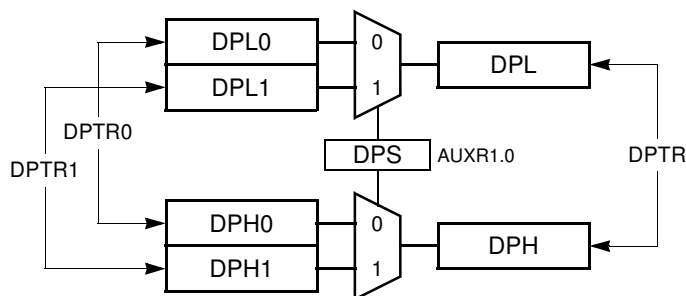 DPL0
0
DPL
DPL1
1
DPTR0
DPS
AUXR1.0
DPTR
DPTR1
DPH0
0
DPH
DPH1
1